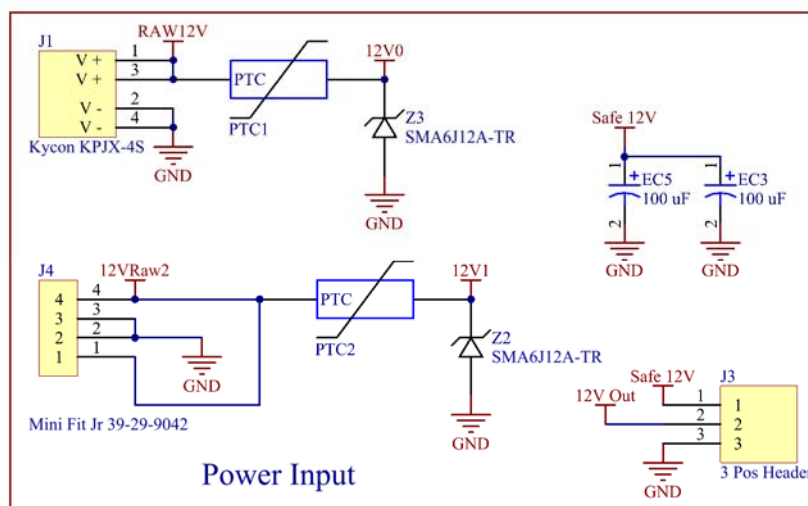 J1
RAW12V
V + 1
V + 3
V - 2
V - 4
Kycon KPJX-4S
GND
PTC
PTC1
12V0
Z3
SMA6J12A-TR
GND
Safe 12V
1
+ EC5
100 uF
2
GND
1
+ EC3
100 uF
2
GND
J4
12VRaw2
4 4
3 3
2 2
1 1
GND
Mini Fit Jr 39-29-9042
PTC
PTC2
12V1
Z2
SMA6J12A-TR
GND
J3
Safe 12V
12V Out
1 1
2 2
3 3
GND
3 Pos Header
Power Input